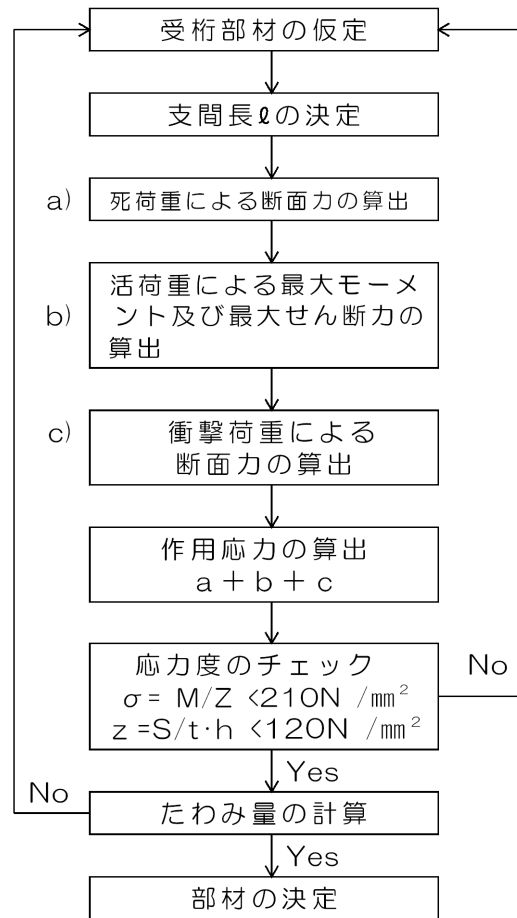 受桁部材の仮定
支間長ℓの決定
a) 死荷重による断面力の算出
活荷重による最大モーメ
b) ント及び最大せん断力の
算出
c) 衝撃荷重による
断面力の算出
作用応力の算出
a+b+c
応力度のチェック
No
σ= M/Z <210N /mm²
z=S/t·h <120N /mm²
Yes
No
たわみ量の計算
Yes
部材の決定